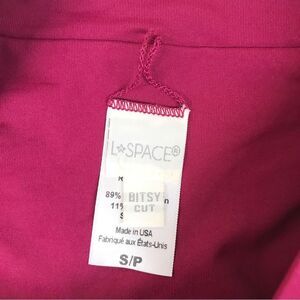 L☆SPACE®
R
89% n
BITSY
11%
CUT
S
Made in USA
Fabriqué aux États-Unis
S/P